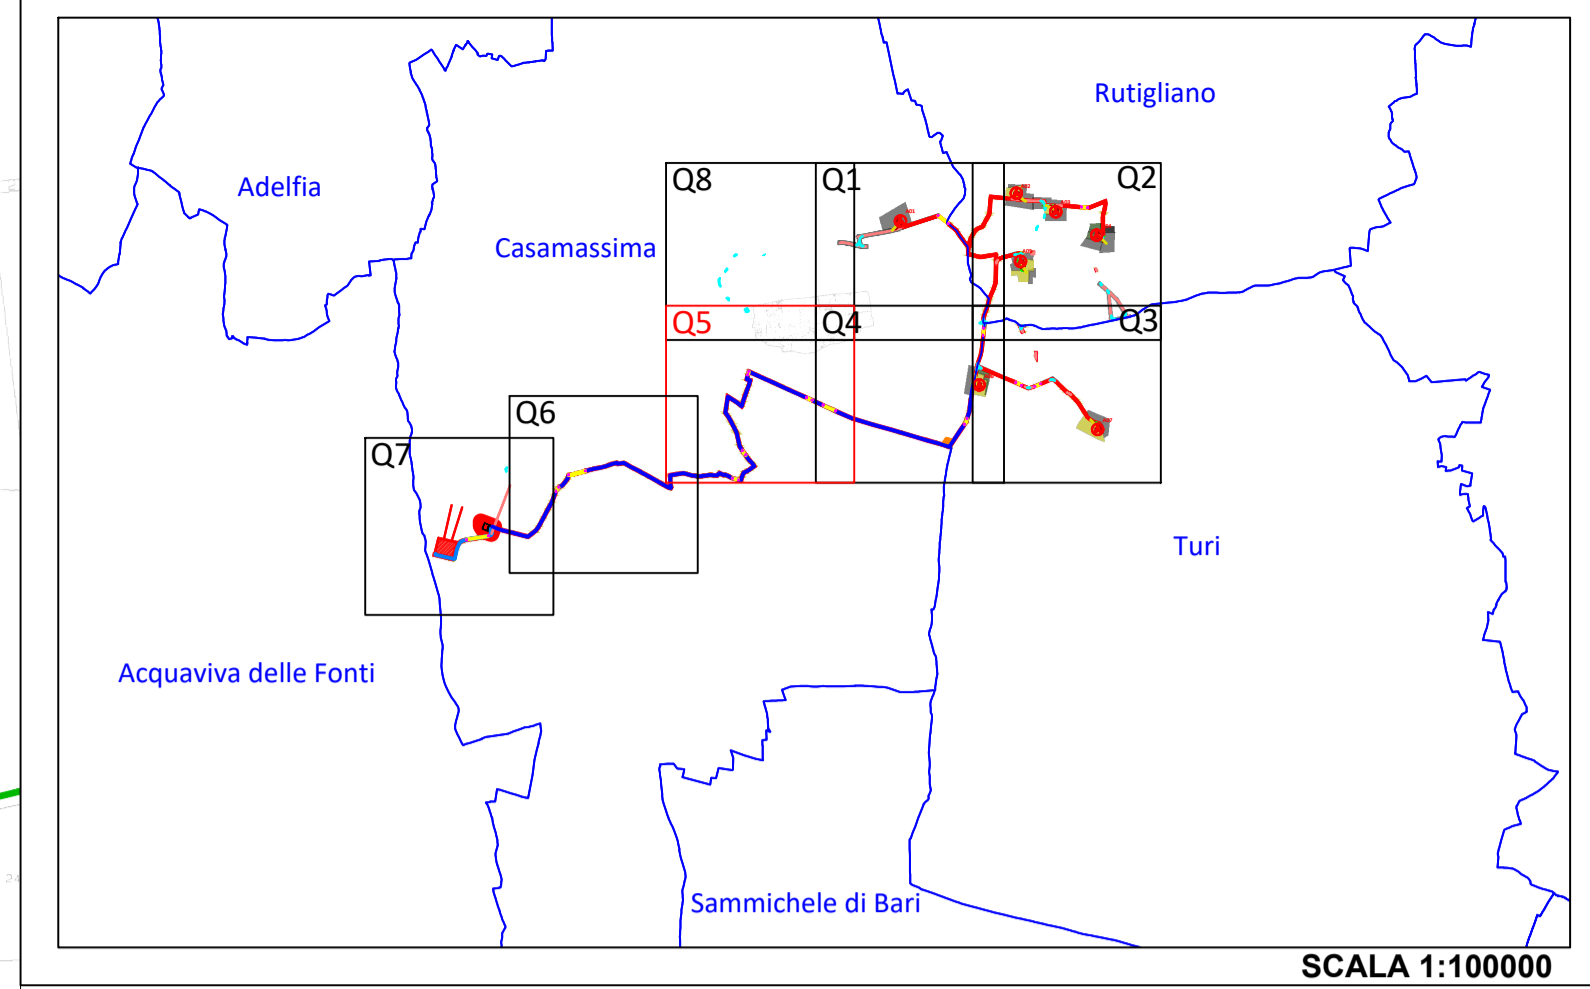 Rutigliano
Adelfia
Q8
Q1
Q2
Casamassima
Q5
Q4
Q3
Q6
Q7
Turi
Acquaviva delle Fonti
Sammichele di Bari
SCALA 1:100000